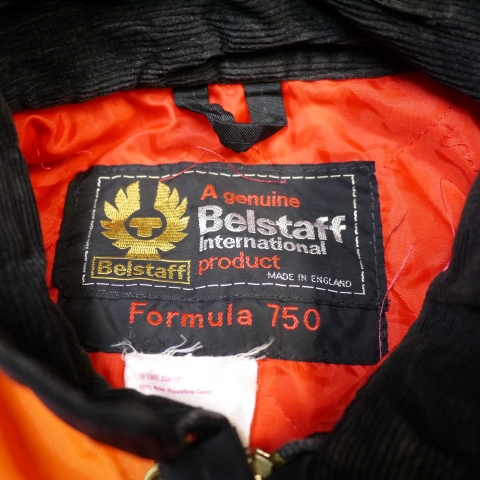 A genuine
Belstaff
International
product
MADE IN ENGLAND
Belstaff
Formula 750